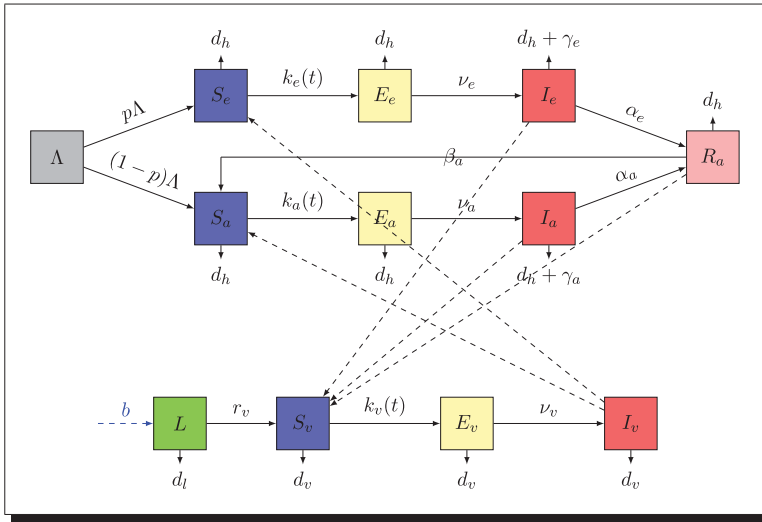 d_h d_h d_h + γ_e
S_e k_e(t) E_e ν_e I_e
pΛ α_e d_h
Λ β_a R_a
(1 − p)Λ α_a
S_a k_a(t) E_a ν_a I_a
d_h d_h d_h + γ_a
b L r_v S_v k_v(t) E_v ν_v I_v
d_l d_v d_v d_v